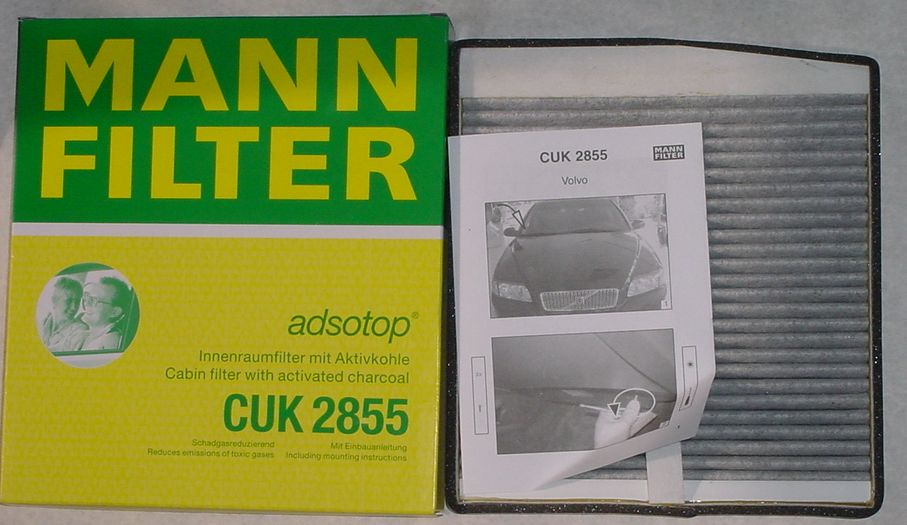 MANN
FILTER
adsotop®
Innenraumfilter mit Aktivkohle
Cabin filter with activated charcoal
CUK 2855
Schadgasreduzierend
Reduces emissions of toxic gases
Mit Einbauanleitung
Including mounting instructions
CUK 2855
MANN
FILTER
Volvo
1